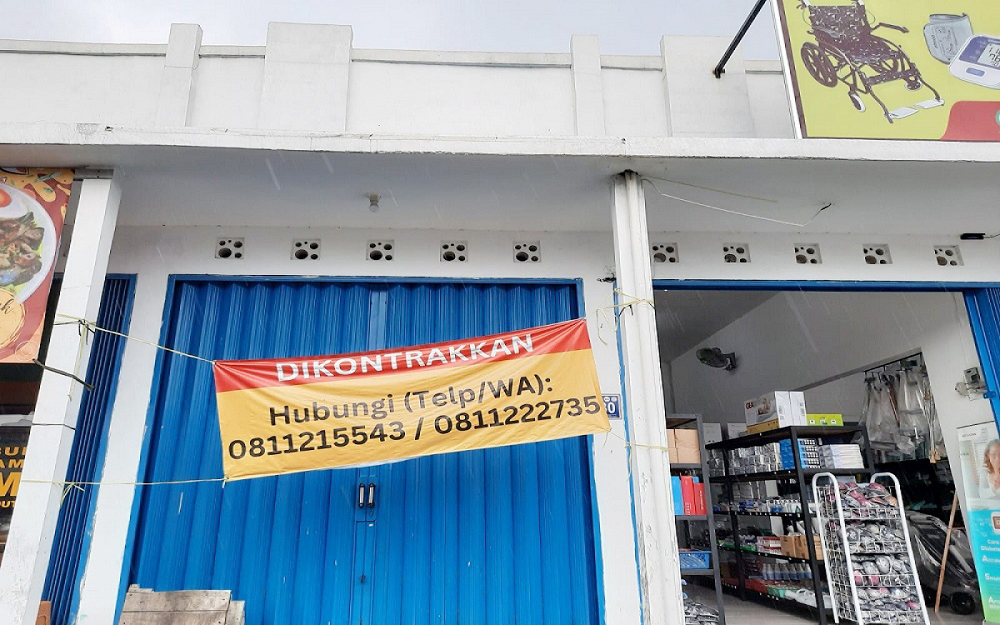 DIKONTRAKKAN
Hubungi (Telp/WA):
0811215543 / 0811222735